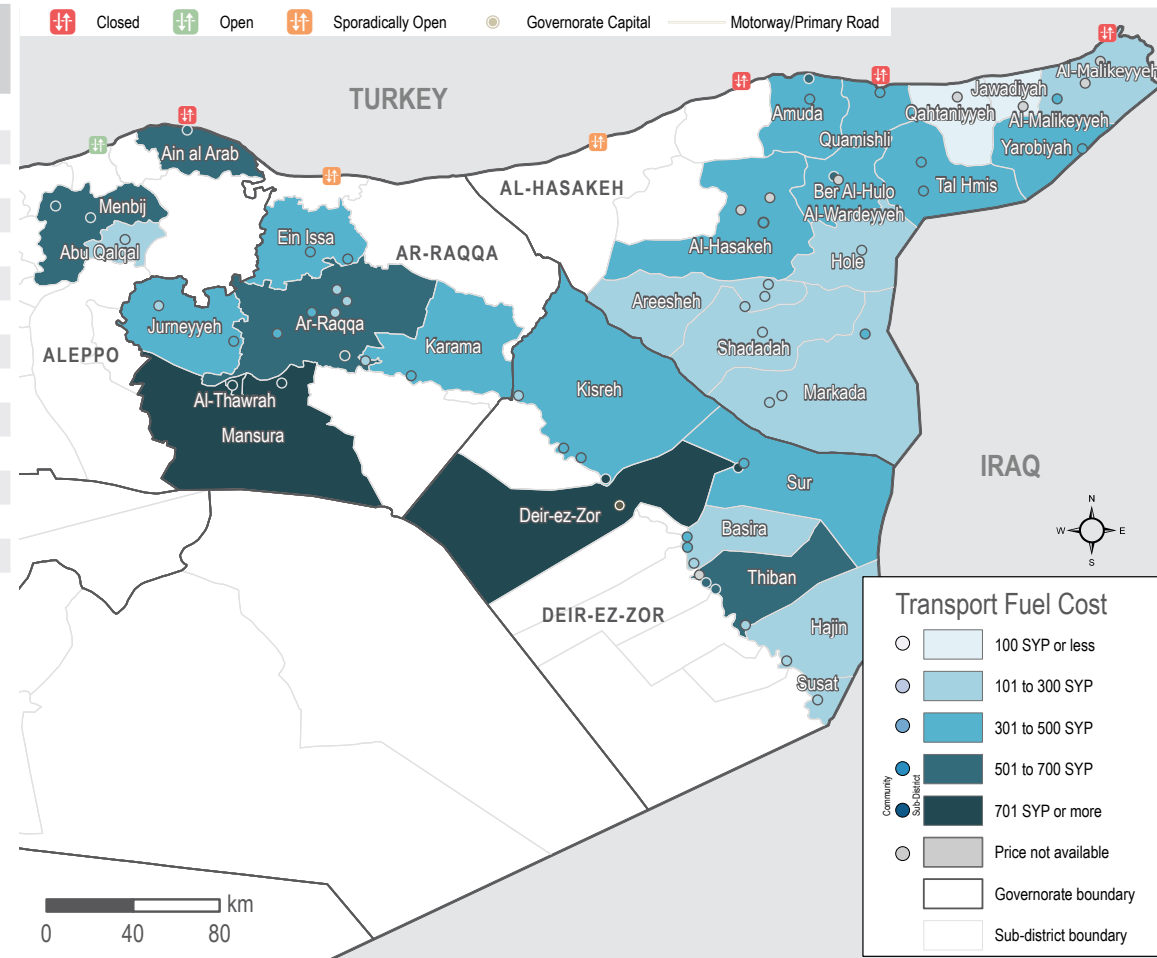 Closed
Open
Sporadically Open
Governorate Capital
Motorway/Primary Road
TURKEY
Al-Malikeyyeh
Jawadiyah
Qahtaniyyeh
Amuda
Al-Malikeyyeh
Quamishli
Yarobiyah
Ain al Arab
AL-HASAKEH
Ber Al-Hulo
Al-Wardeyyeh
Tal Hmis
Menbij
Ein Issa
Abu Qalqal
AR-RAQQA
Al-Hasakeh
Hole
Areesheh
Jurneyyeh
Ar-Raqqa
Karama
Shadadah
ALEPPO
Kisreh
Markada
Al-Thawrah
Mansura
IRAQ
Sur
Deir-ez-Zor
Basira
Thiban
DEIR-EZ-ZOR
Hajin
Susat
N
W
E
S
Transport Fuel Cost
100 SYP or less
101 to 300 SYP
301 to 500 SYP
501 to 700 SYP
701 SYP or more
Community
Sub-District
Price not available
Governorate boundary
Sub-district boundary
km
0 40 80